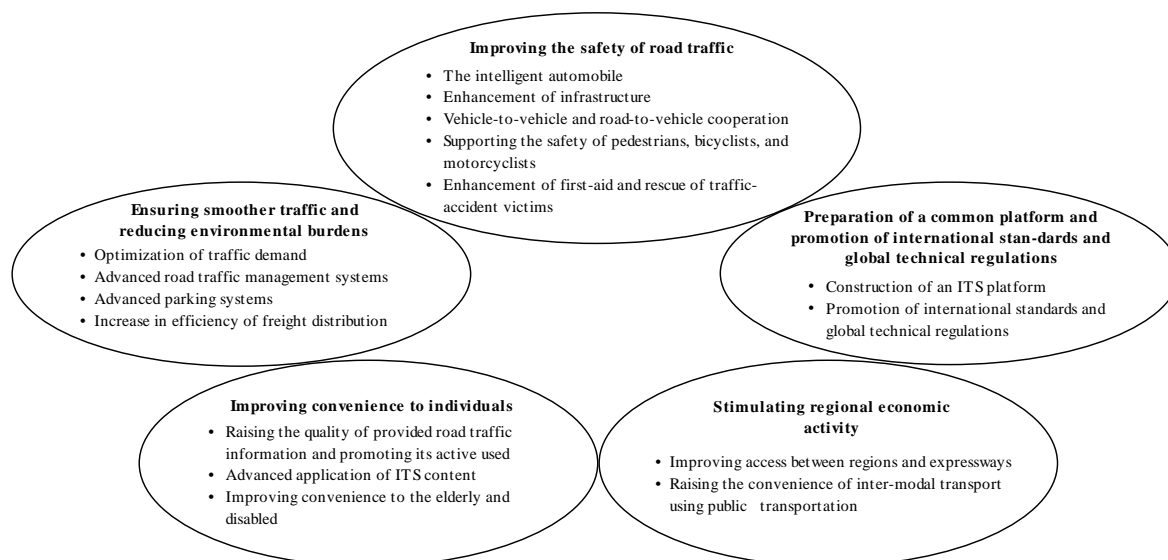 Improving the safety of road traffic
• The intelligent automobile
• Enhancement of infrastructure
• Vehicle-to-vehicle and road-to-vehicle cooperation
• Supporting the safety of pedestrians, bicyclists, and
motorcyclists
• Enhancement of first-aid and rescue of traffic-
accident victims
Ensuring smoother traffic and
reducing environmental burdens
• Optimization of traffic demand
• Advanced road traffic management systems
• Advanced parking systems
• Increase in efficiency of freight distribution
Preparation of a common platform and
promotion of international stan-dards and
global technical regulations
• Construction of an ITS platform
• Promotion of international standards and
global technical regulations
Improving convenience to individuals
• Raising the quality of provided road traffic
information and promoting its active used
• Advanced application of ITS content
• Improving convenience to the elderly and
disabled
Stimulating regional economic
activity
• Improving access between regions and expressways
• Raising the convenience of inter-modal transport
using public transportation